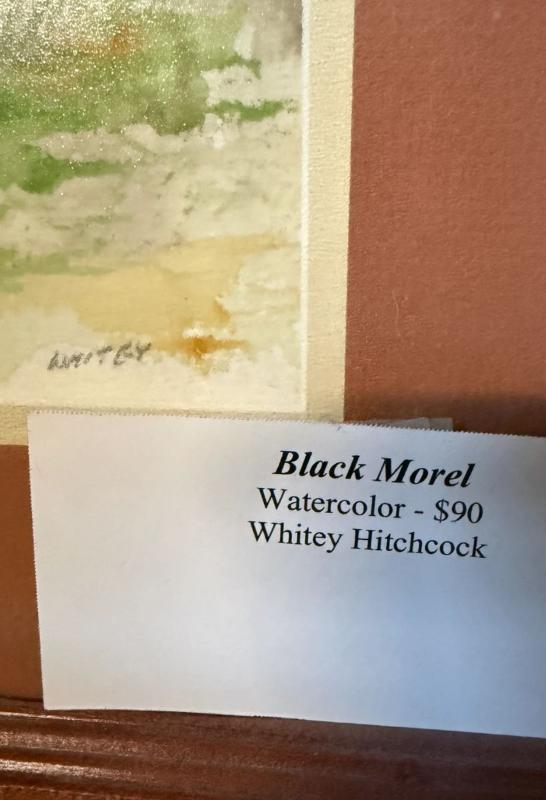 WHITEY
Black Morel
Watercolor - $90
Whitey Hitchcock